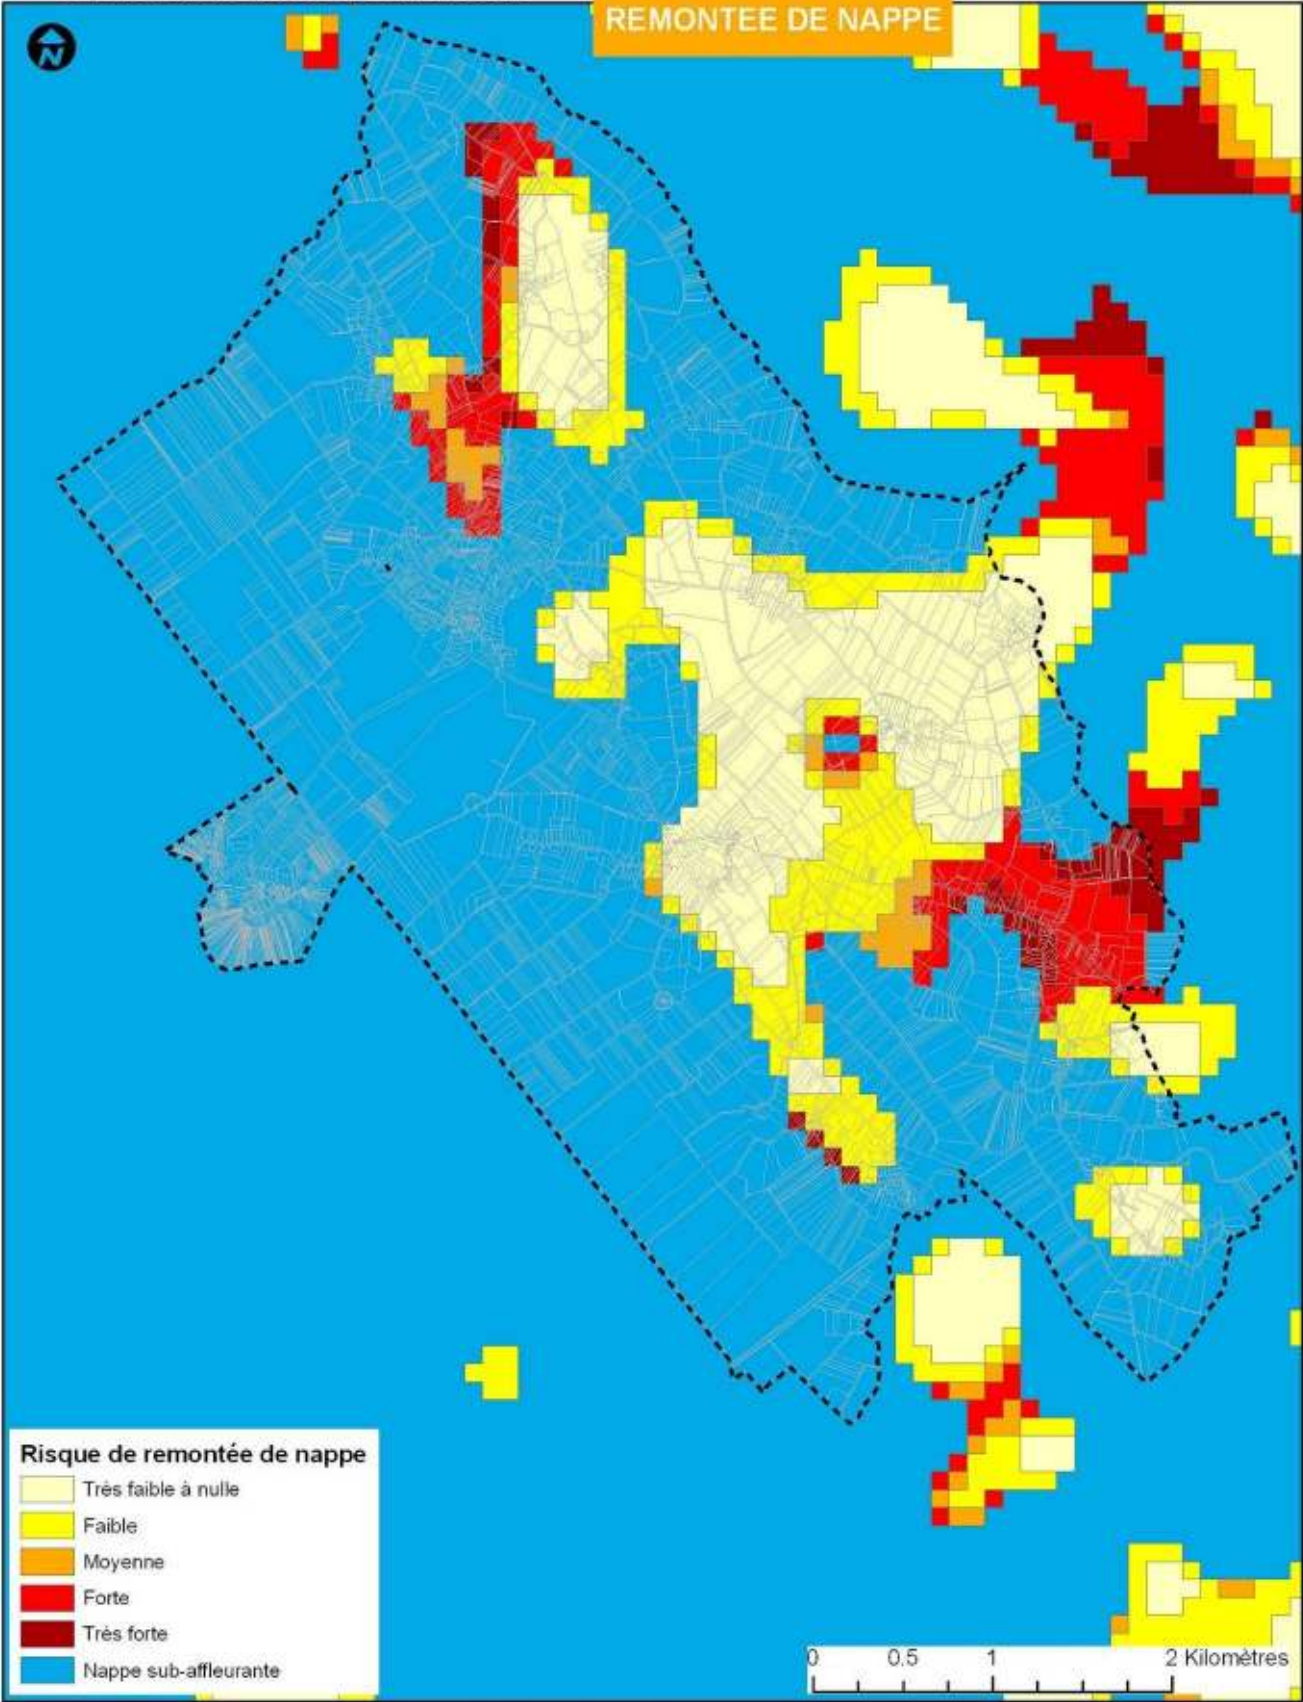 REMONTEE DE NAPPE
N
Risque de remontée de nappe
Très faible à nulle
Faible
Moyenne
Forte
Très forte
Nappe sub-affleurante
0 0.5 1 2 Kilomètres